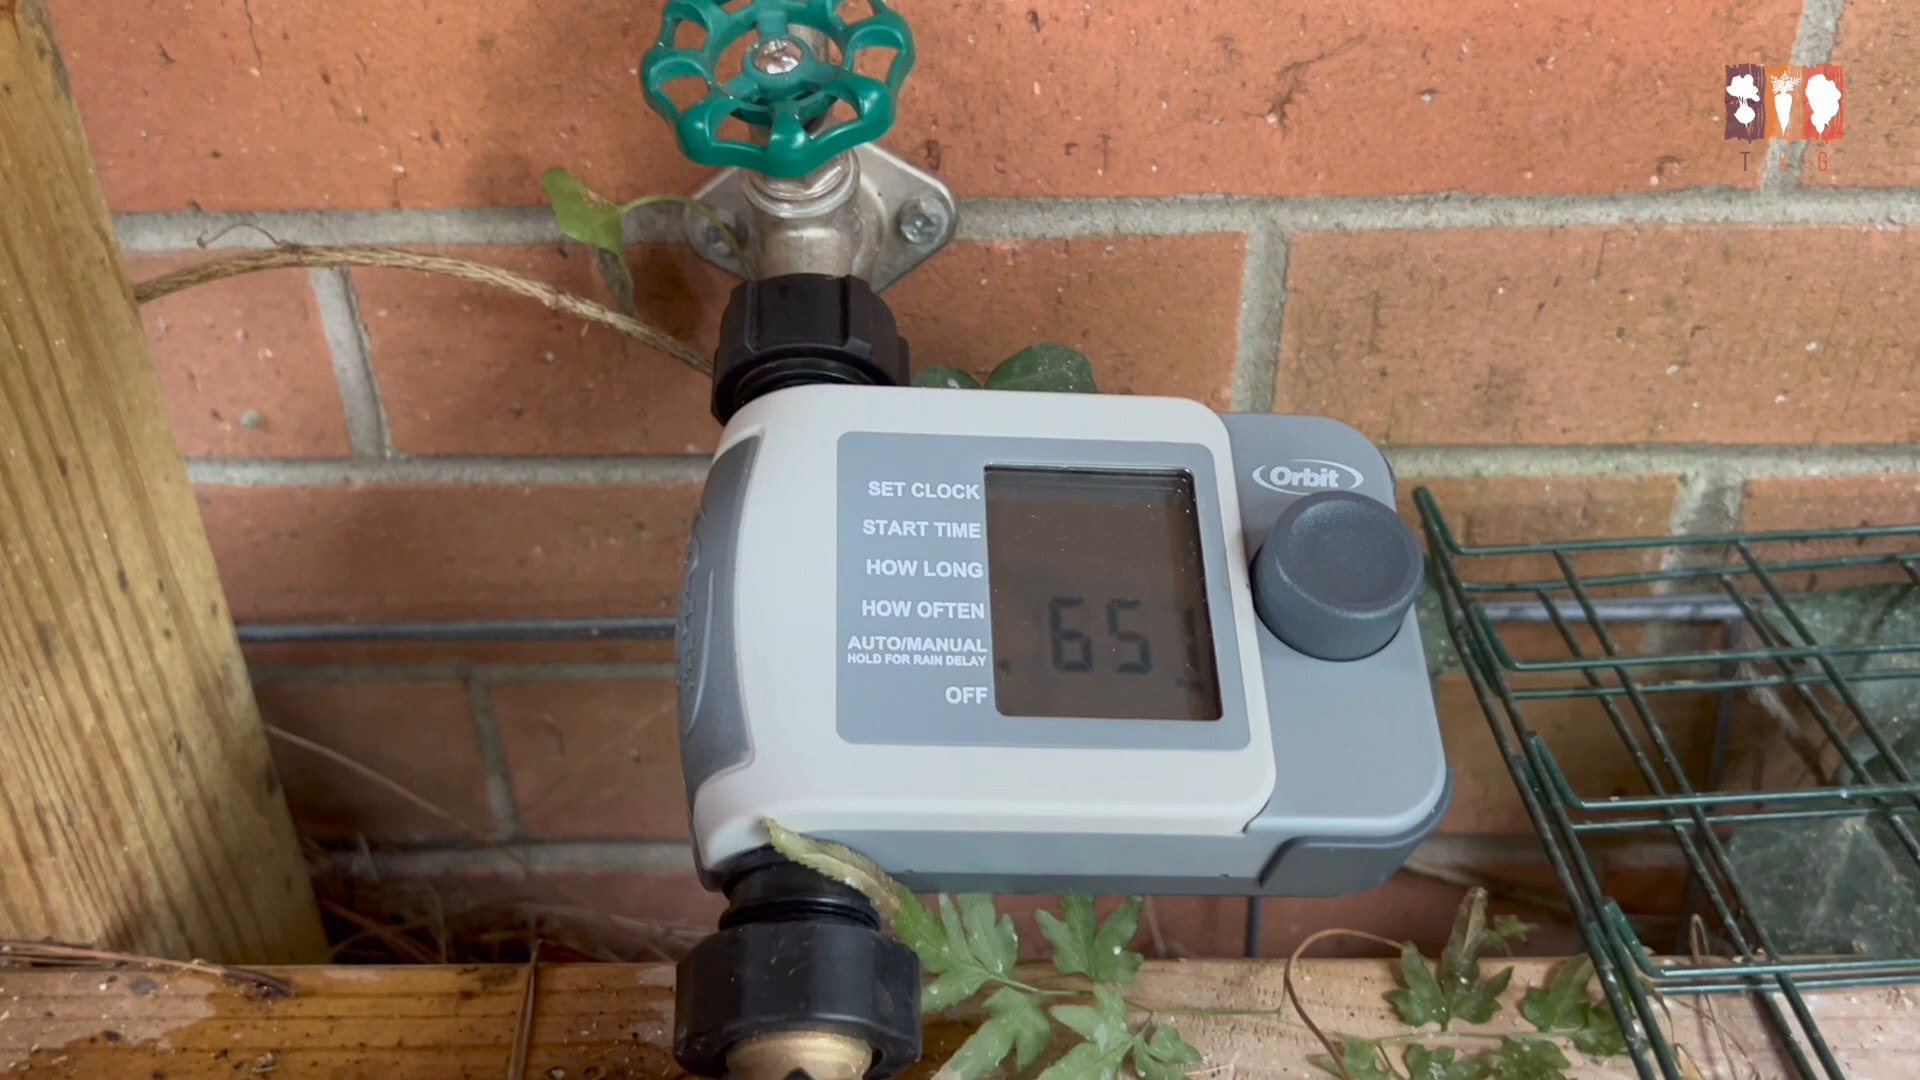 T K G
Orbit
SET CLOCK
START TIME
HOW LONG
HOW OFTEN
AUTO/MANUAL
HOLD FOR RAIN DELAY
OFF
65